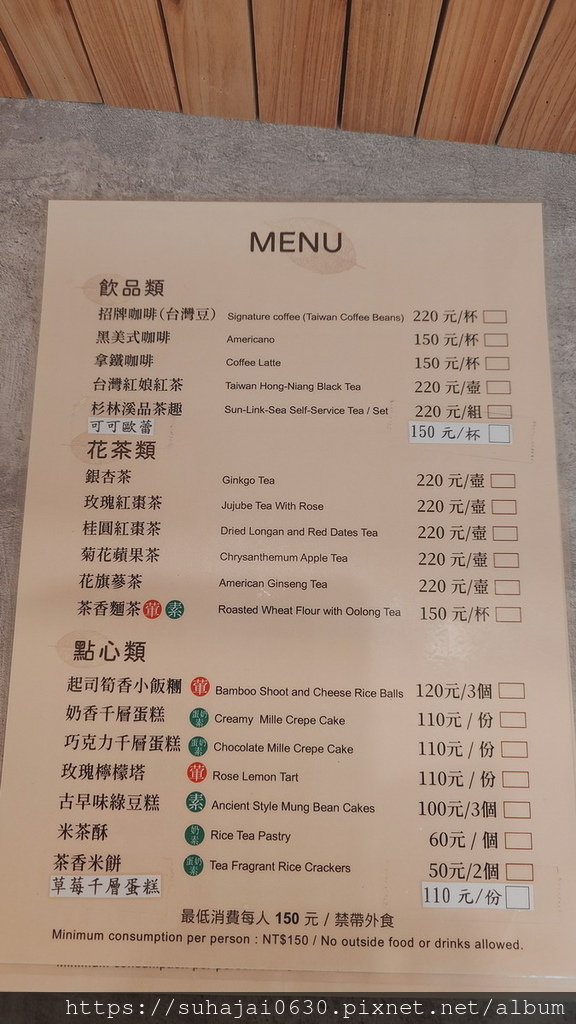 MENU
飲品類
招牌咖啡(台灣豆) Signature coffee (Taiwan Coffee Beans) 220 元/杯
黑美式咖啡 Americano 150 元/杯
拿鐵咖啡 Coffee Latte 150 元/杯
台灣紅娘紅茶 Taiwan Hong-Niang Black Tea 220 元/壺
杉林溪品茶趣 Sun-Link-Sea Self-Service Tea / Set 220 元/組
可可歐蕾 150 元/杯
花茶類
銀杏茶 Ginkgo Tea 220 元/壺
玫瑰紅棗茶 Jujube Tea With Rose 220 元/壺
桂圓紅棗茶 Dried Longan and Red Dates Tea 220 元/壺
菊花蘋果茶 Chrysanthemum Apple Tea 220 元/壺
花旗蔘茶 American Ginseng Tea 220 元/壺
茶香麵茶 葷 素 Roasted Wheat Flour with Oolong Tea 150 元/杯
點心類
起司筍香小飯糰 葷 Bamboo Shoot and Cheese Rice Balls 120元/3個
奶香千層蛋糕 蛋奶素 Creamy Mille Crepe Cake 110元/ 份
巧克力千層蛋糕 蛋奶素 Chocolate Mille Crepe Cake 110元/ 份
玫瑰檸檬塔 葷 Rose Lemon Tart 110元/ 份
古早味綠豆糕 素 Ancient Style Mung Bean Cakes 100元/3個
米茶酥 奶素 Rice Tea Pastry 60元/ 個
茶香米餅 蛋奶素 Tea Fragrant Rice Crackers 50元/2個
草莓千層蛋糕 110 元/份
最低消費每人 150 元 / 禁帶外食
Minimum consumption per person : NT$150 / No outside food or drinks allowed.
https://suhajai0630.pixnet.net/album